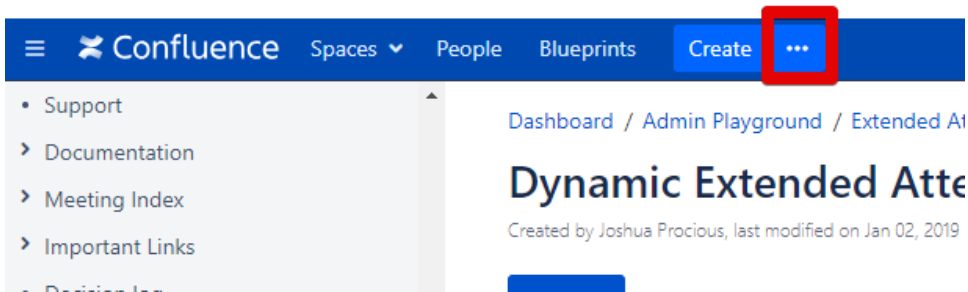 Confluence Spaces People Blueprints Create ...
Support
Documentation
Meeting Index
Important Links
Dashboard / Admin Playground / Extended At
Dynamic Extended Atte
Created by Joshua Procious, last modified on Jan 02, 2019